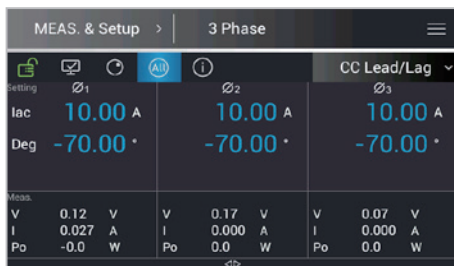 MEAS. & Setup > 3 Phase
All i CC Lead/Lag
Setting Ø1 Ø2 Ø3
Iac 10.00 A 10.00 A 10.00 A
Deg -70.00 ° -70.00 ° -70.00 °
Meas.
V 0.12 V V 0.17 V V 0.07 V
I 0.027 A I 0.000 A I 0.000 A
Po -0.0 W Po 0.0 W Po 0.0 W